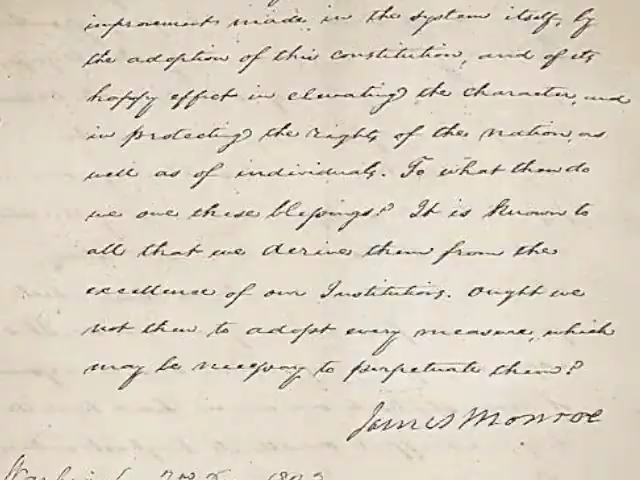 improvements made in the system itself, by
the adoption of this constitution, and of its
happy effect in elevating the character, and
in protecting the rights of the nation, as
well as of individuals. To what then do
we owe these blessings? It is known to
all that we derive them from the
excellence of our Institutions. Ought we
not then to adopt every measure, which
may be necessary to perpetuate them?
James Monroe